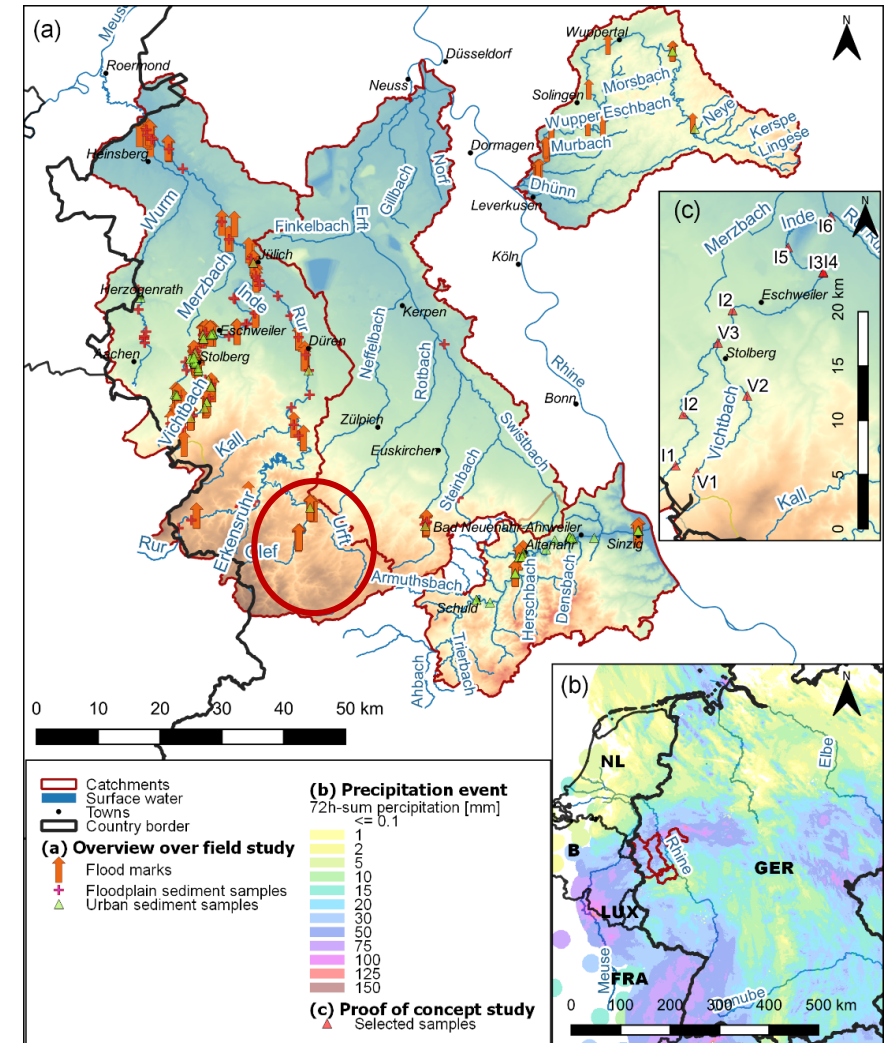 (a)
N
Meuse
Roermond
Düsseldorf
Neuss
Wuppertal
Solingen
Morsbach
Wupper
Eschbach
Neye
Kerspe
Lingese
Murbach
Dhünn
Dormagen
Leverkusen
Heinsberg
Wurm
Norf
Gillbach
Erft
Finkelbach
Köln
Jülich
Merzbach
Herzogenrath
Inde
Rur
Kerpen
Eschweiler
Aachen
Stolberg
Düren
Neffelbach
Rotbach
Rhine
Bonn
Vichtbach
Zülpich
Kall
Euskirchen
Swistbach
Steinbach
Erkensruhr
Urft
Rur
Olef
Bad Neuenahr-Ahrweiler
Altenahr
Sinzig
Armuthsbach
Herschbach
Densbach
Schuld
Trierbach
Ahbach
0 10 20 30 40 50 km
(c)
N
Merzbach
Inde
I6
I5
I3I4
Eschweiler
I2
V3
Stolberg
V2
I2
Vichtbach
I1
V1
Kall
20 km
15
10
5
0
(b)
N
NL
Elbe
B
Rhine
GER
LUX
Meuse
FRA
Danube
0 100 200 300 400 500 km
Catchments
Surface water
Towns
Country border
(a) Overview over field study
Flood marks
Floodplain sediment samples
Urban sediment samples
(b) Precipitation event
72h-sum percipitation [mm]
<= 0.1
1
2
5
10
15
20
30
50
75
100
125
150
(c) Proof of concept study
Selected samples